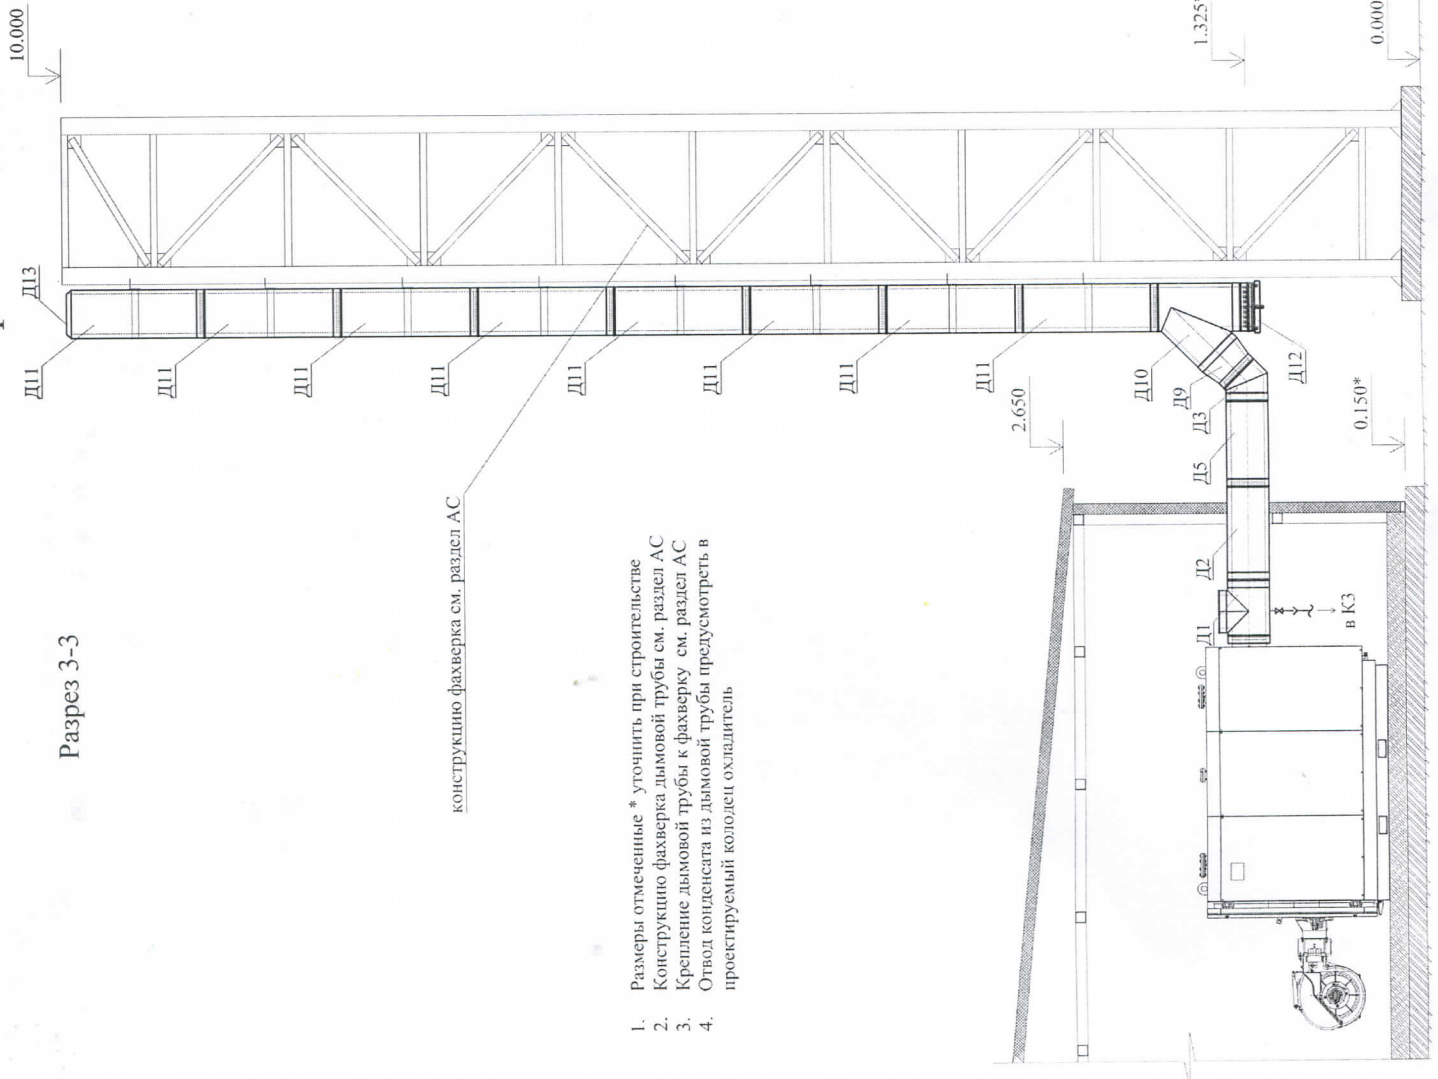 Разрез 3-3
10.000
1.325*
0.000
Д13
Д11
Д11
Д11
Д11
Д11
Д11
Д11
Д11
Д10
Д9
Д3
Д12
Д5
Д2
Д1
2.650
0.150*
в К3
конструкцию фахверка см. раздел АС
1. Размеры отмеченные * уточнить при строительстве
2. Конструкцию фахверка дымовой трубы см. раздел АС
3. Крепление дымовой трубы к фахверку см. раздел АС
4. Отвод конденсата из дымовой трубы предусмотреть в
проектируемый колодец охладитель